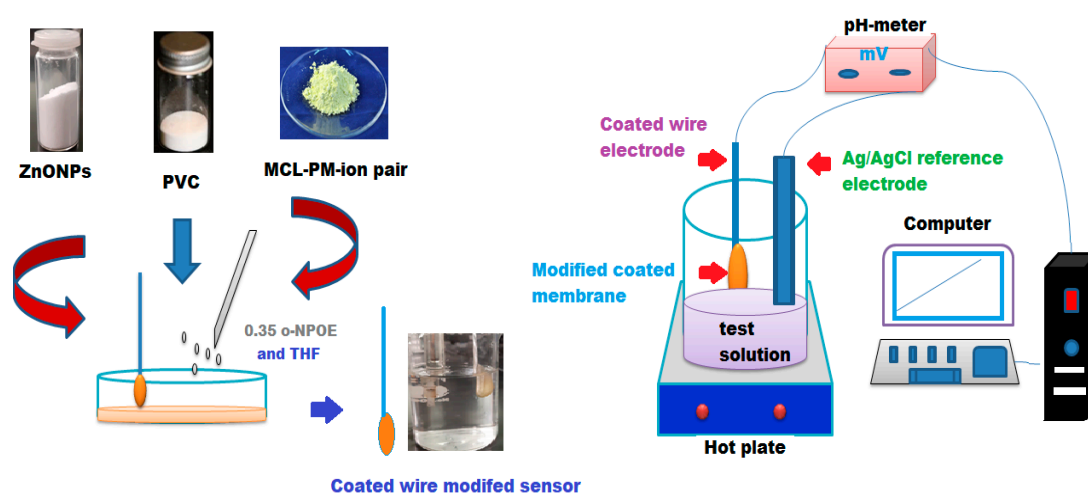 ZnONPs
PVC
MCL-PM-ion pair
0.35 o-NPOE
and THF
Coated wire modifed sensor
pH-meter
mV
Coated wire
electrode
Ag/AgCl reference
electrode
Modified coated
membrane
test
solution
Hot plate
Computer